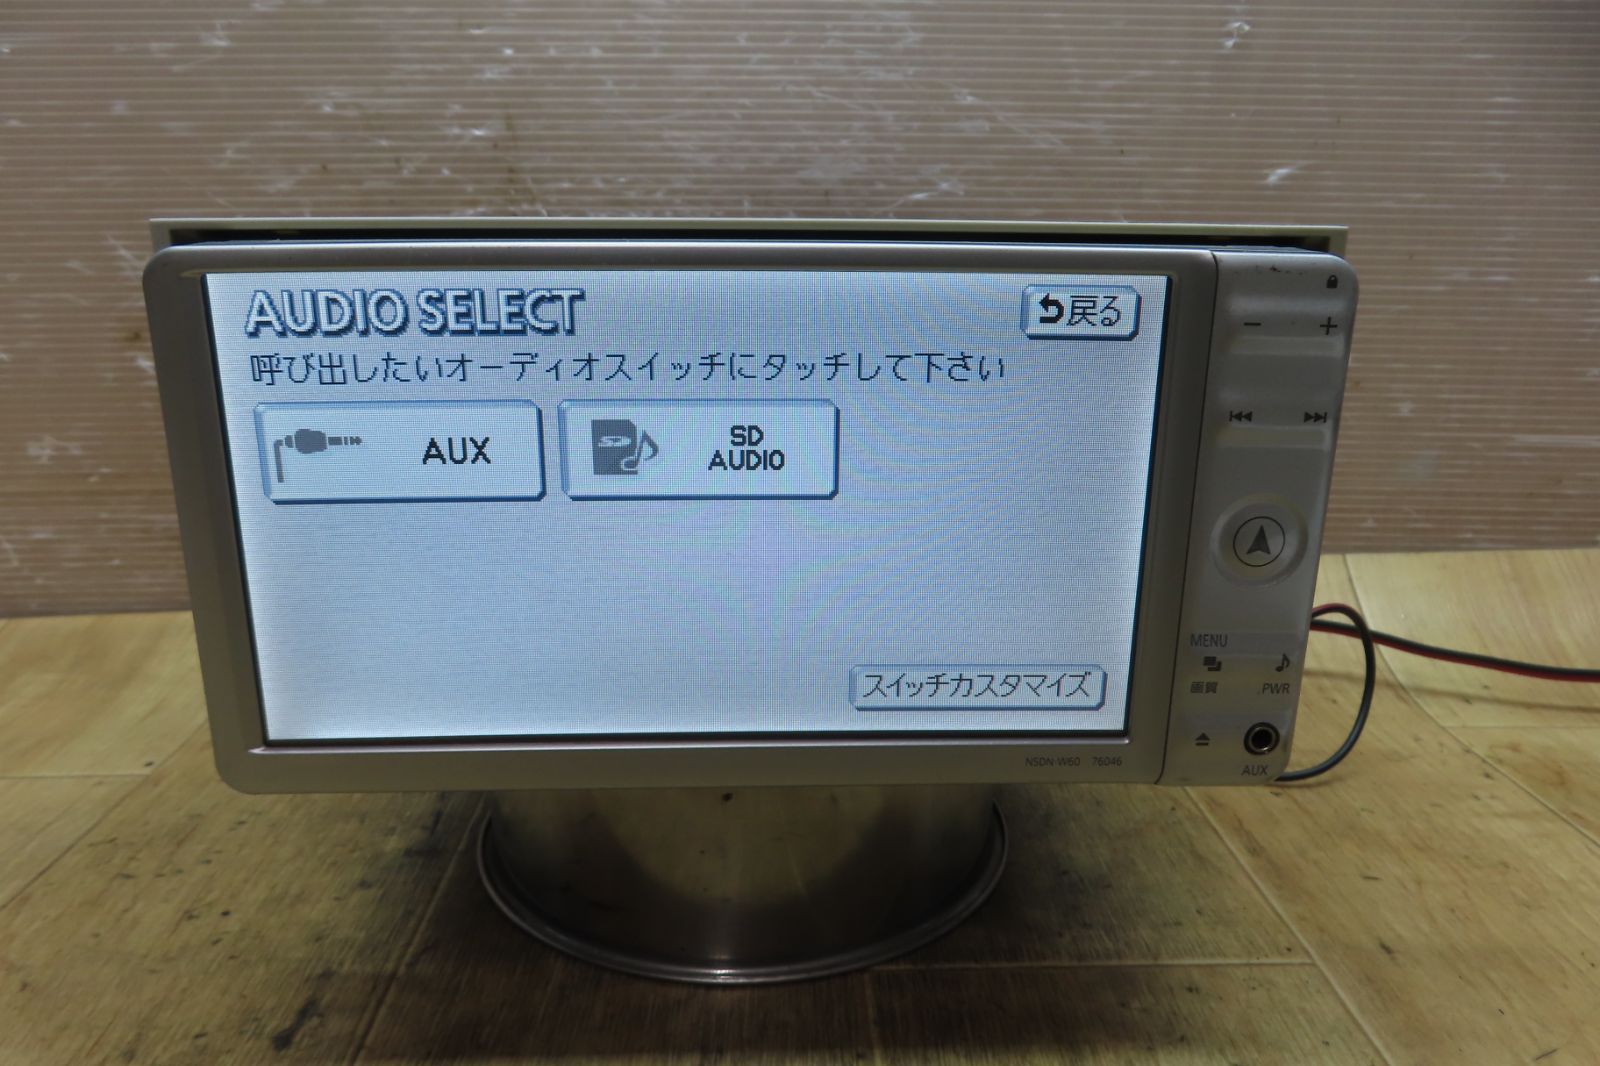 AUDIO SELECT
戻る
呼び出したいオーディオスイッチにタッチして下さい
AUX
SD
SD
AUDIO
スイッチカスタマイズ
MENU
画質
PWR
AUX
NSDN-W60 76046